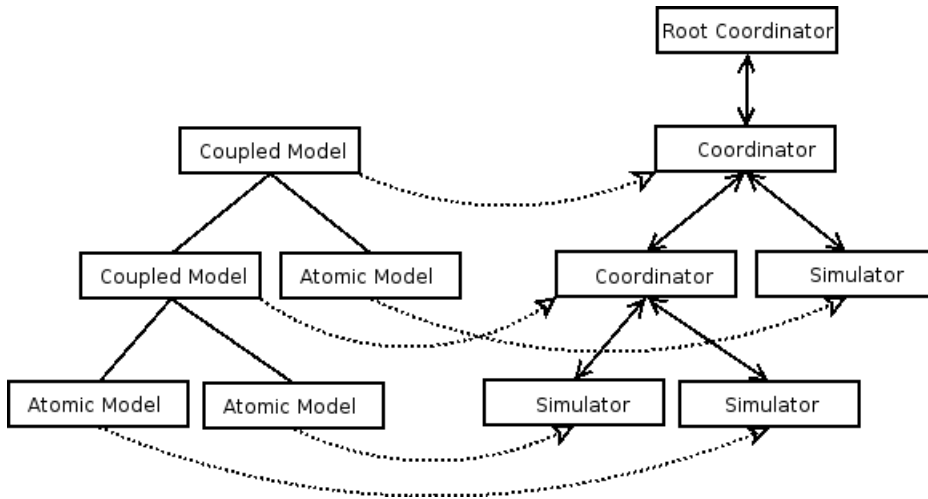 Root Coordinator
Coupled Model
Coordinator
Coupled Model
Atomic Model
Coordinator
Simulator
Atomic Model
Atomic Model
Simulator
Simulator